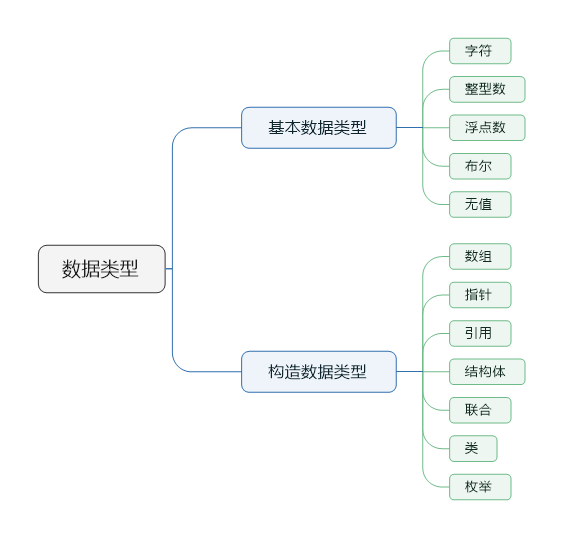 数据类型
基本数据类型
字符
整型数
浮点数
布尔
无值
构造数据类型
数组
指针
引用
结构体
联合
类
枚举